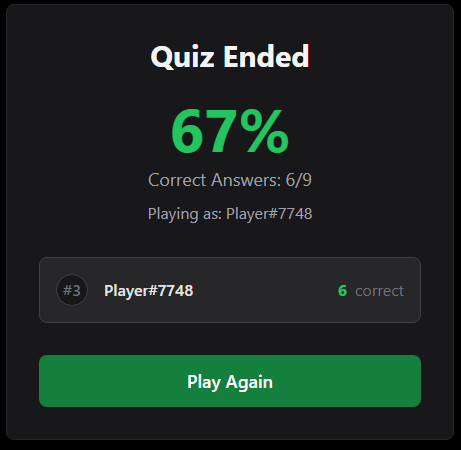 Quiz Ended
67%
Correct Answers: 6/9
Playing as: Player#7748
#3 Player#7748 6 correct
Play Again